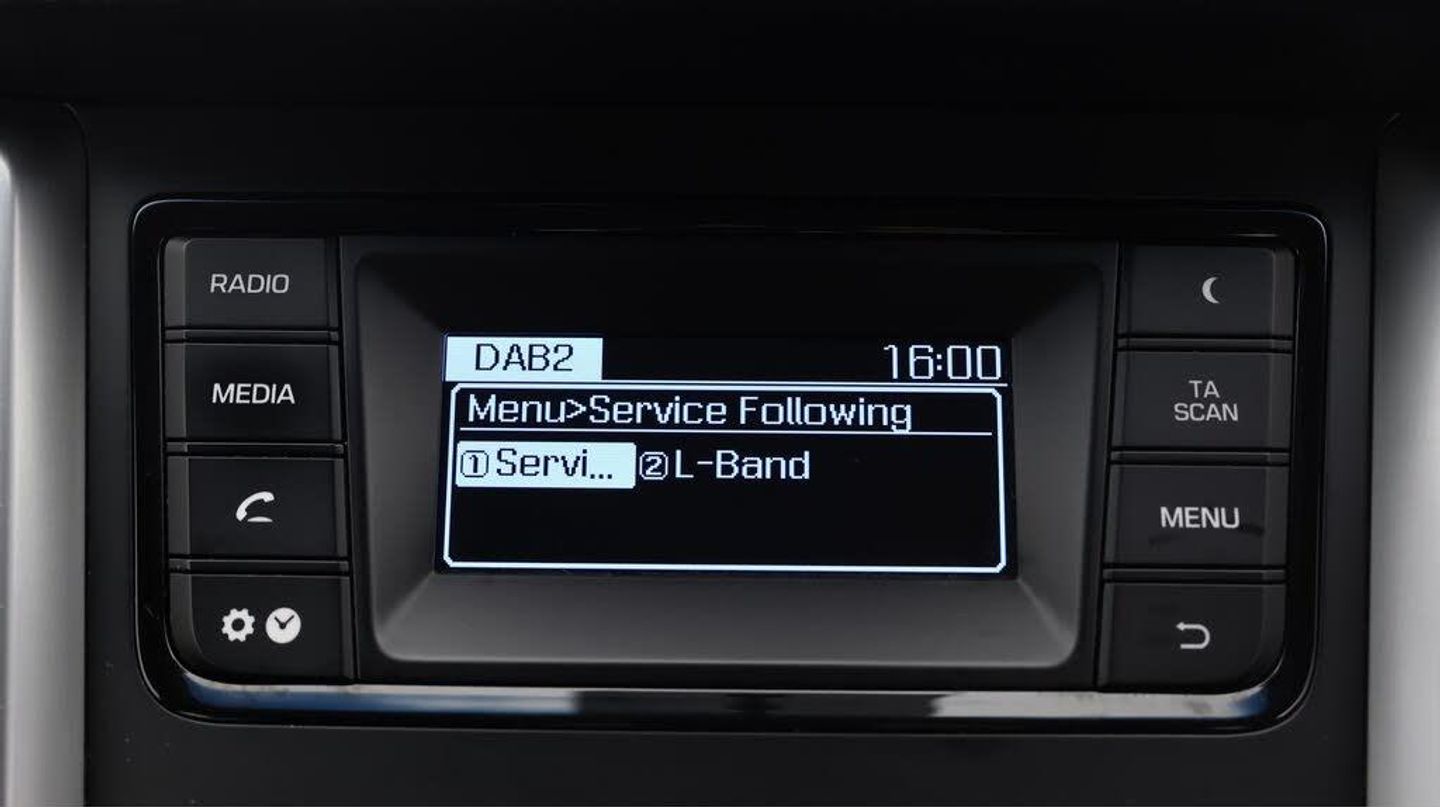 RADIO
MEDIA
DAB2 16:00
Menu>Service Following
①Servi... ②L-Band
TA
SCAN
MENU